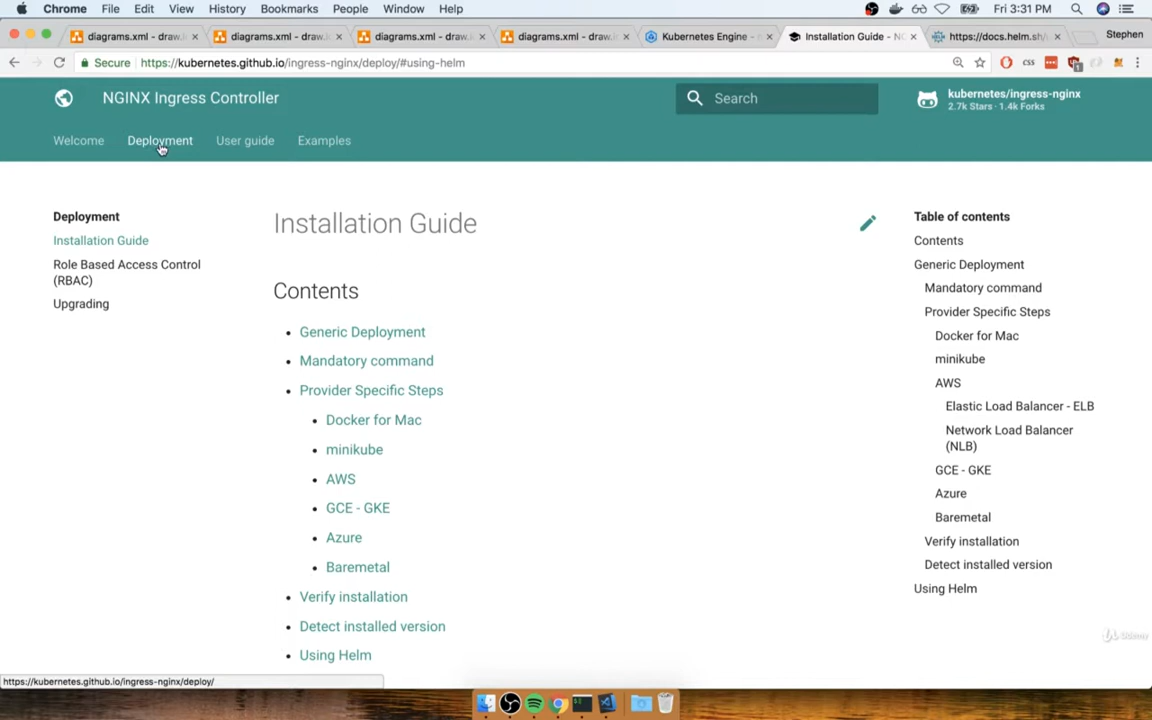 Chrome File Edit View History Bookmarks People Window Help Fri 3:31 PM
diagrams.xml - draw.i diagrams.xml - draw.i diagrams.xml - draw.i diagrams.xml - draw.i Kubernetes Engine - Installation Guide - NG https://docs.helm.sh/ Stephen
Secure https://kubernetes.github.io/ingress-nginx/deploy/#using-helm
NGINX Ingress Controller
Search
kubernetes/ingress-nginx
2.7k Stars · 1.4k Forks
Welcome Deployment User guide Examples
Deployment
Installation Guide
Role Based Access Control
(RBAC)
Upgrading
Installation Guide
Contents
Generic Deployment
Mandatory command
Provider Specific Steps
Docker for Mac
minikube
AWS
GCE - GKE
Azure
Baremetal
Verify installation
Detect installed version
Using Helm
Table of contents
Contents
Generic Deployment
Mandatory command
Provider Specific Steps
Docker for Mac
minikube
AWS
Elastic Load Balancer - ELB
Network Load Balancer
(NLB)
GCE - GKE
Azure
Baremetal
Verify installation
Detect installed version
Using Helm
Udemy
https://kubernetes.github.io/ingress-nginx/deploy/